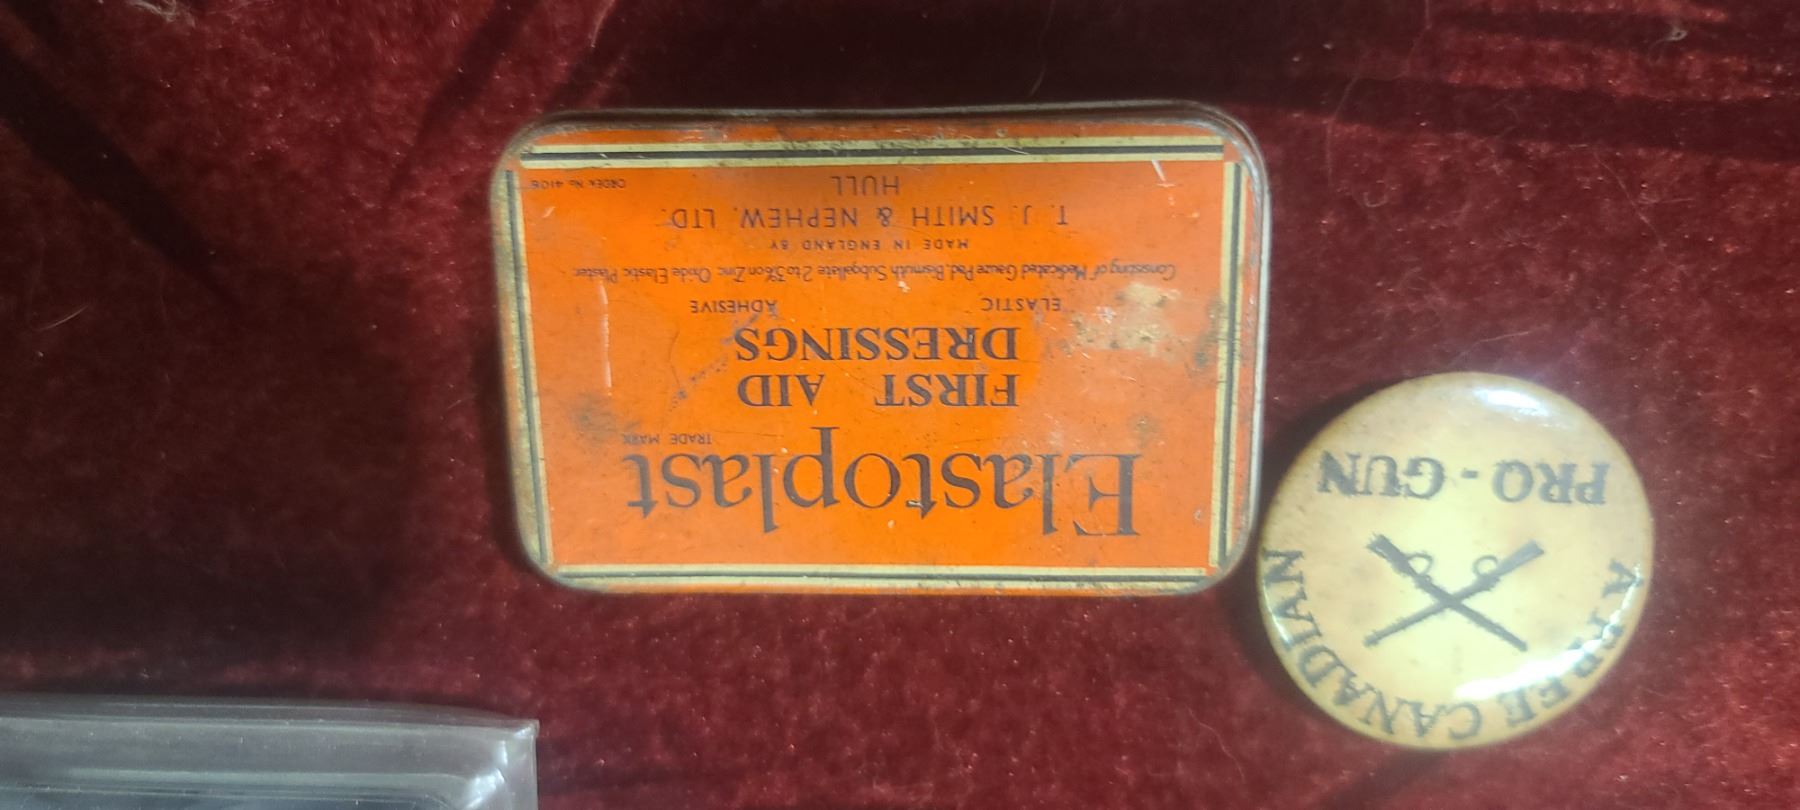 Elastoplast
TRADE MARK
FIRST AID
DRESSINGS
ELASTIC ADHESIVE
Consisting of Medicated Gauze Pad, Bismuth Subgallate 2 to 3% on Zinc Oxide Elastic Plaster.
MADE IN ENGLAND BY
T. J. SMITH & NEPHEW, LTD.
HULL
ORDER No 4106
A FREE CANADIAN
PRO-GUN